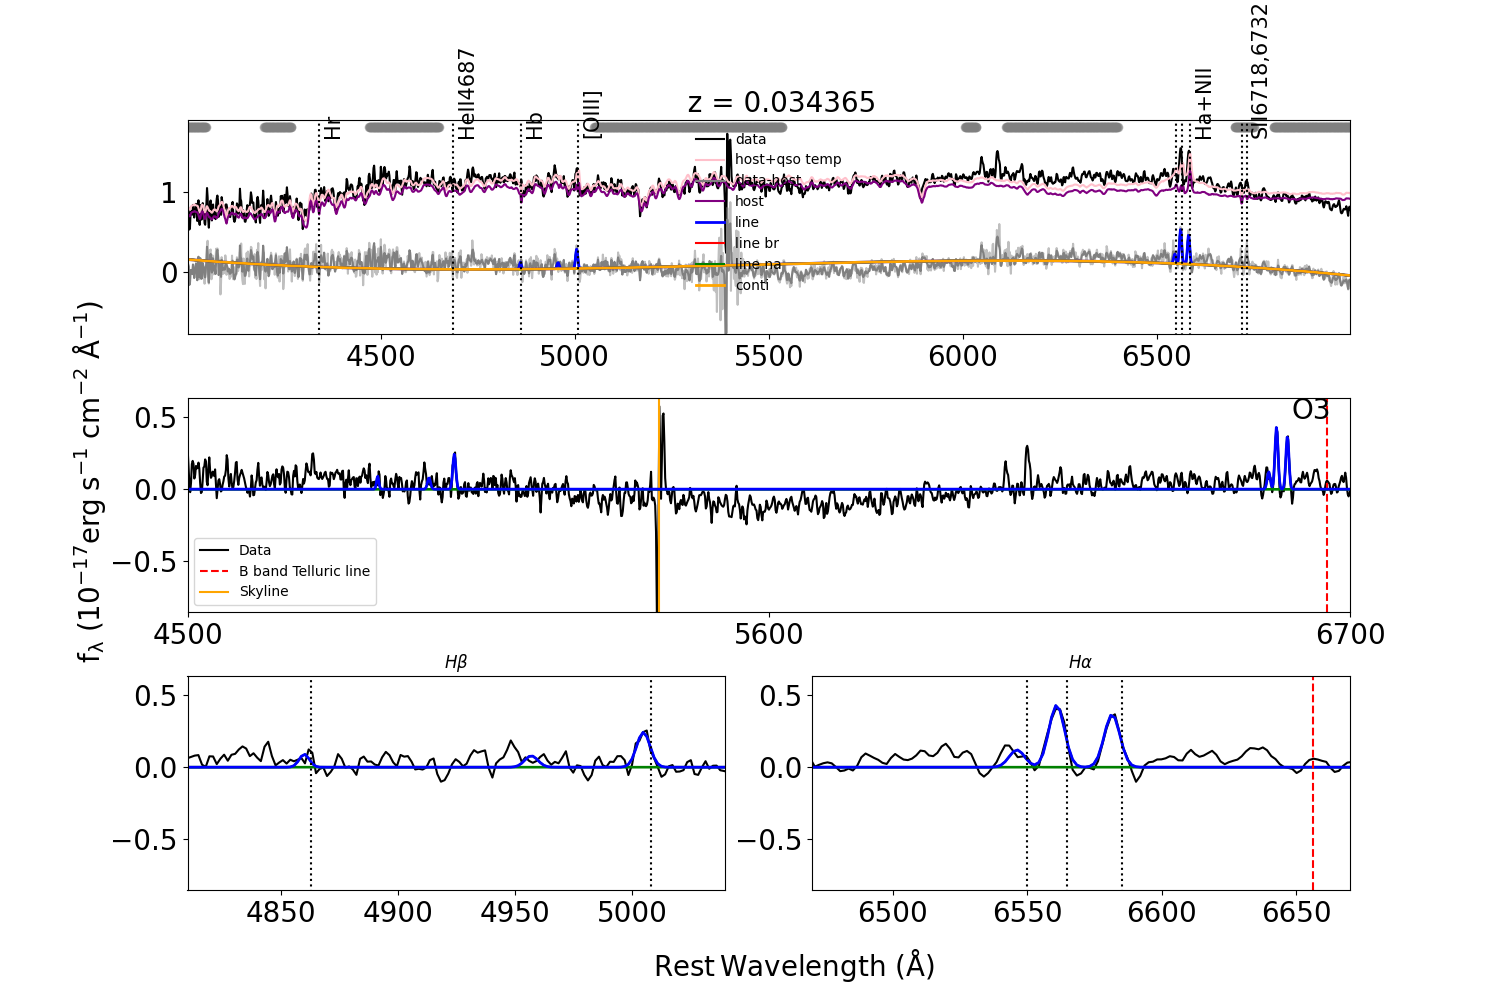 z = 0.034365
Hr
HeII4687
Hb
[OIII]
Ha+NII
SII6718,6732
data
host+qso temp
data-host
host
line
line br
line na
conti
1
0
4500 5000 5500 6000 6500
f_λ (10⁻¹⁷erg s⁻¹ cm⁻² Å⁻¹)
O3
0.5
0.0
−0.5
Data
B band Telluric line
Skyline
4500 5600 6700
Hβ
0.5
0.0
−0.5
4850 4900 4950 5000
Hα
0.5
0.0
−0.5
6500 6550 6600 6650
Rest Wavelength (Å)